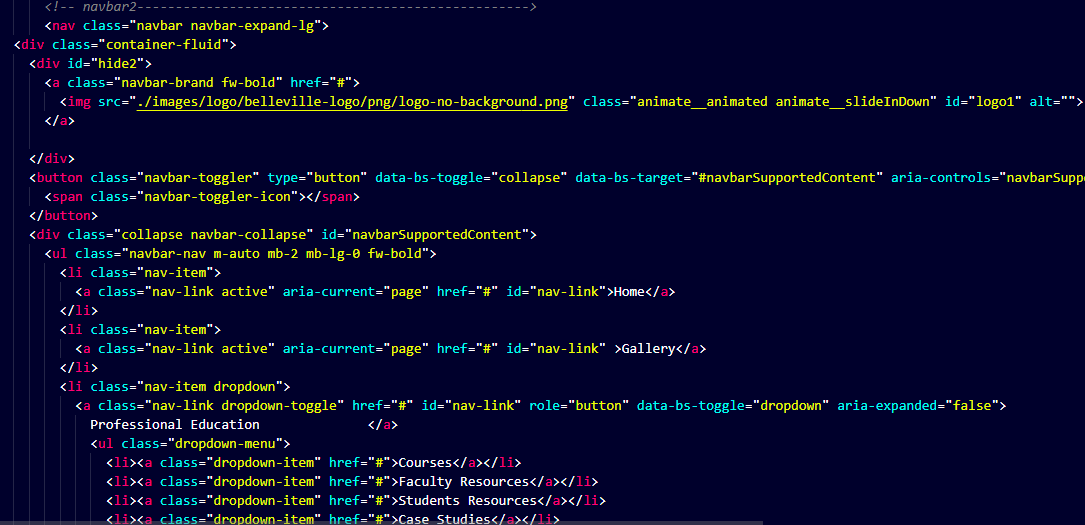 <!-- navbar2--------------------------------------------------->
<nav class="navbar navbar-expand-lg">
<div class="container-fluid">
<div id="hide2">
<a class="navbar-brand fw-bold" href="#">
<img src="./images/logo/belleville-logo/png/logo-no-background.png" class="animate__animated animate__slideInDown" id="logo1" alt="">
</a>
</div>
<button class="navbar-toggler" type="button" data-bs-toggle="collapse" data-bs-target="#navbarSupportedContent" aria-controls="navbarSupp
<span class="navbar-toggler-icon"></span>
</button>
<div class="collapse navbar-collapse" id="navbarSupportedContent">
<ul class="navbar-nav m-auto mb-2 mb-lg-0 fw-bold">
<li class="nav-item">
<a class="nav-link active" aria-current="page" href="#" id="nav-link">Home</a>
</li>
<li class="nav-item">
<a class="nav-link active" aria-current="page" href="#" id="nav-link" >Gallery</a>
</li>
<li class="nav-item dropdown">
<a class="nav-link dropdown-toggle" href="#" id="nav-link" role="button" data-bs-toggle="dropdown" aria-expanded="false">
Professional Education </a>
<ul class="dropdown-menu">
<li><a class="dropdown-item" href="#">Courses</a></li>
<li><a class="dropdown-item" href="#">Faculty Resources</a></li>
<li><a class="dropdown-item" href="#">Students Resources</a></li>
<li><a class="dropdown-item" href="#">Case Studies</a></li>